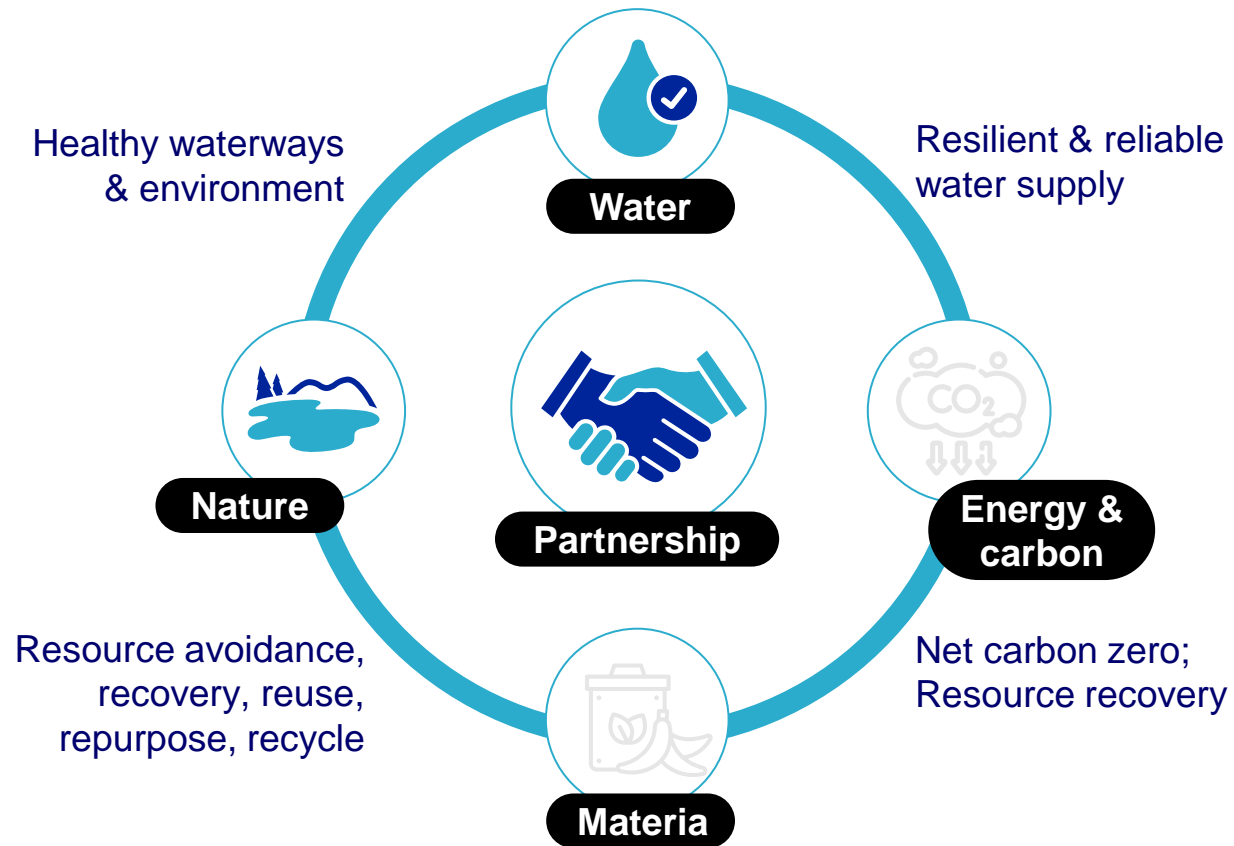 Healthy waterways
& environment
Water
Resilient & reliable
water supply
CO2
Nature
Partnership
Energy &
carbon
Resource avoidance,
recovery, reuse,
repurpose, recycle
Net carbon zero;
Resource recovery
Materia